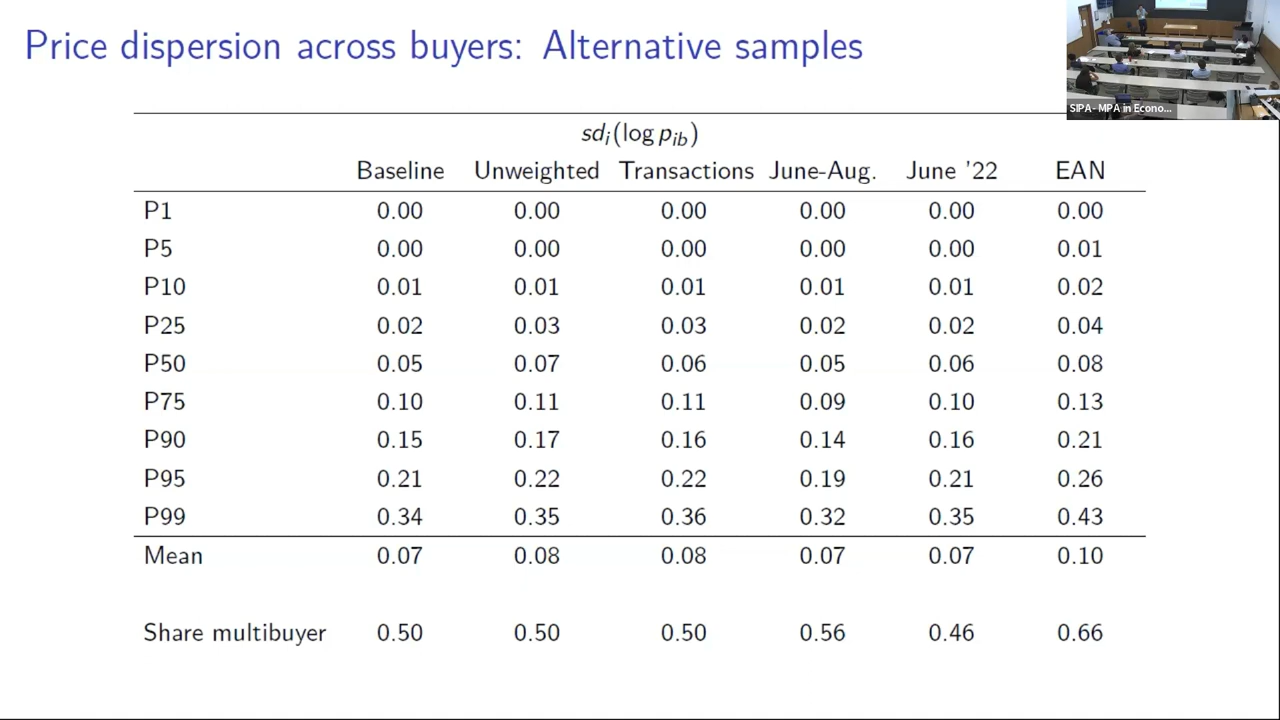 Price dispersion across buyers: Alternative samples
SIPA- MPA in Econo...
sd_i(log p_ib)
Baseline Unweighted Transactions June-Aug. June '22 EAN
P1 0.00 0.00 0.00 0.00 0.00 0.00
P5 0.00 0.00 0.00 0.00 0.00 0.01
P10 0.01 0.01 0.01 0.01 0.01 0.02
P25 0.02 0.03 0.03 0.02 0.02 0.04
P50 0.05 0.07 0.06 0.05 0.06 0.08
P75 0.10 0.11 0.11 0.09 0.10 0.13
P90 0.15 0.17 0.16 0.14 0.16 0.21
P95 0.21 0.22 0.22 0.19 0.21 0.26
P99 0.34 0.35 0.36 0.32 0.35 0.43
Mean 0.07 0.08 0.08 0.07 0.07 0.10
Share multibuyer 0.50 0.50 0.50 0.56 0.46 0.66